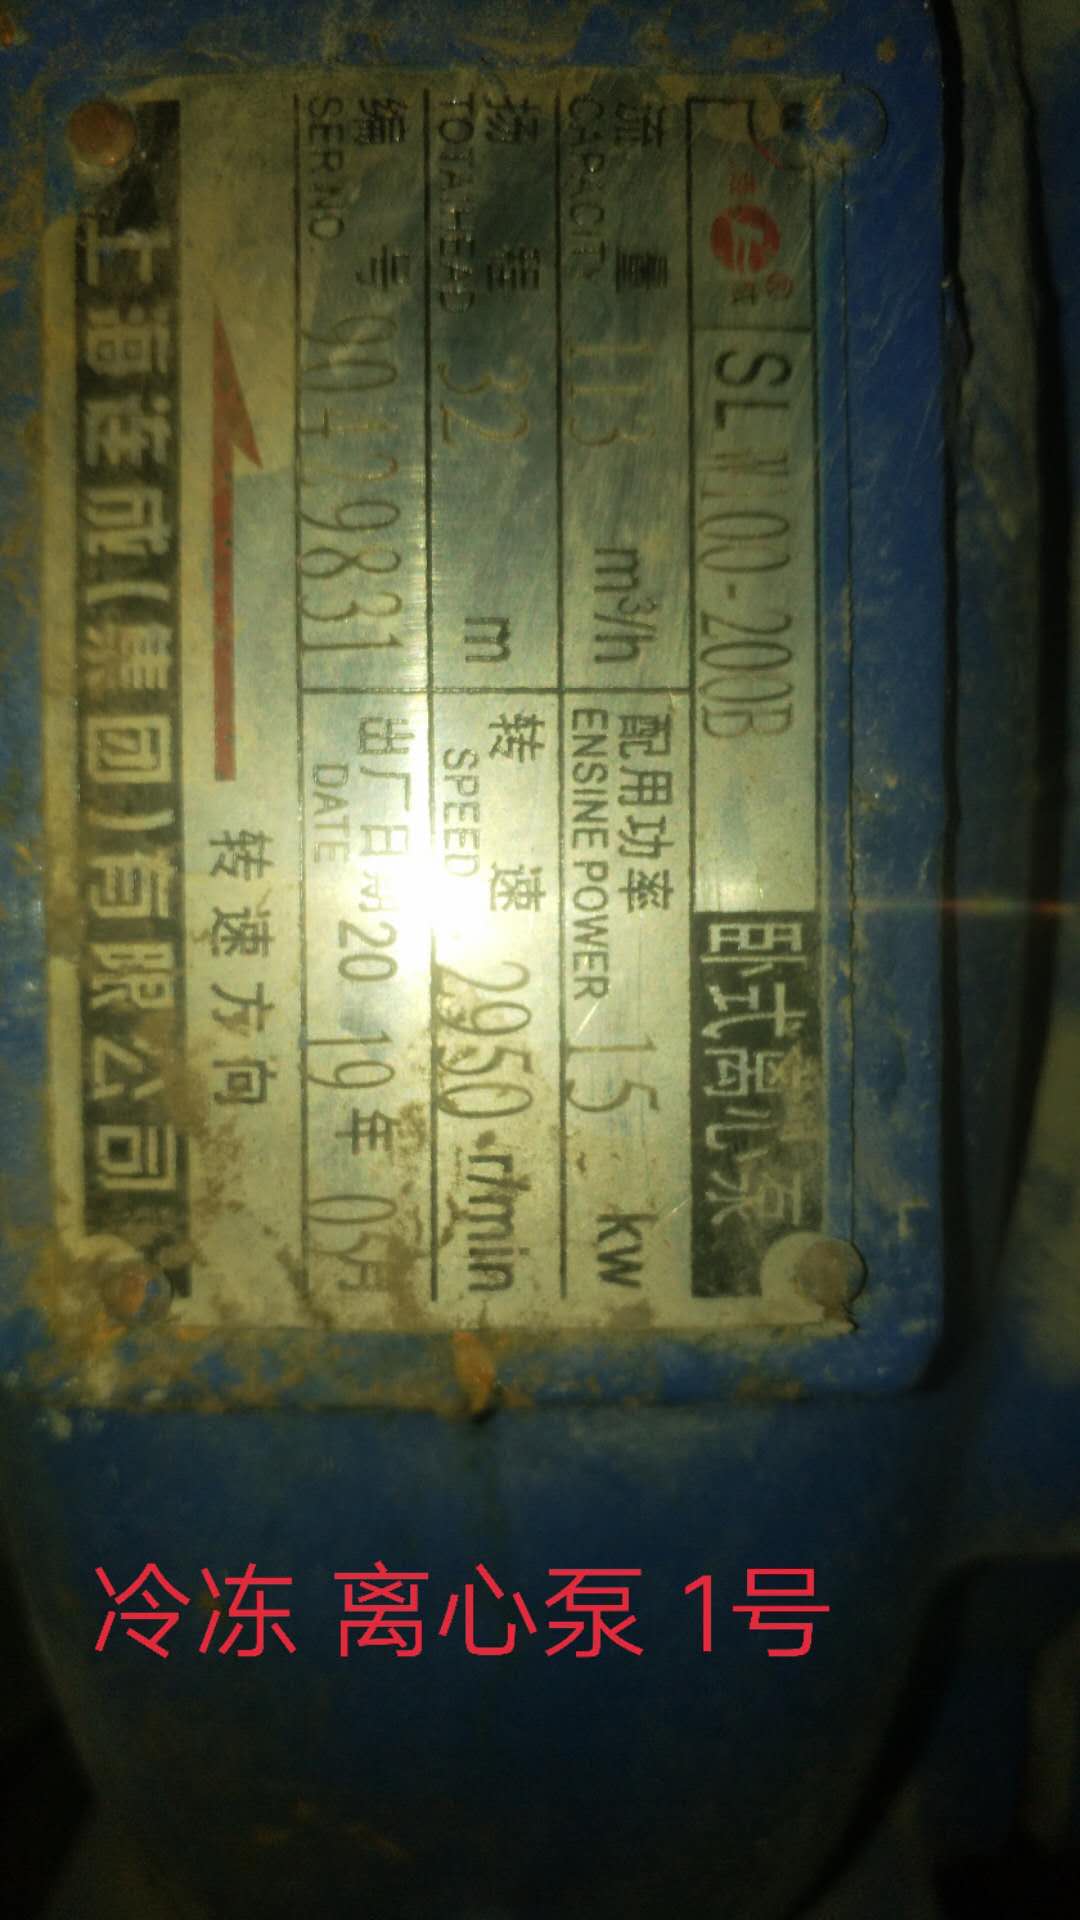 SLW100-200B 卧式离心泵
流量 113 m³/h 配用功率 15 kw
CAPACITY ENSINE POWER
扬程 32 m 转速 2950 r/min
TOTAL HEAD SPEED
编号 90429831 出厂日期 2019年05月
SER NO. DATE
转速方向
上海连成(集团)有限公司
冷冻 离心泵 1号